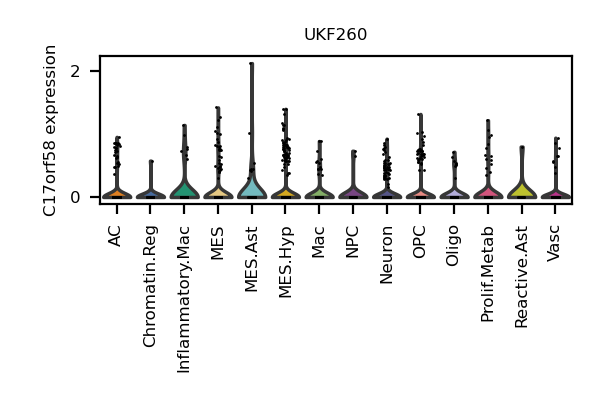 UKF260
C17orf58 expression
2
0
AC
Chromatin.Reg
Inflammatory.Mac
MES
MES.Ast
MES.Hyp
Mac
NPC
Neuron
OPC
Oligo
Prolif.Metab
Reactive.Ast
Vasc